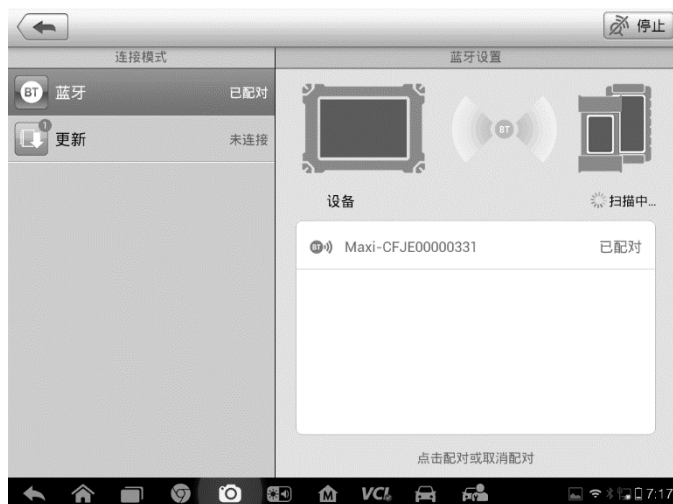 停止
连接模式
蓝牙设置
BT 蓝牙 已配对
1
更新 未连接
BT
设备
扫描中...
BT Maxi-CFJE00000331 已配对
点击配对或取消配对
M VCI 7:17